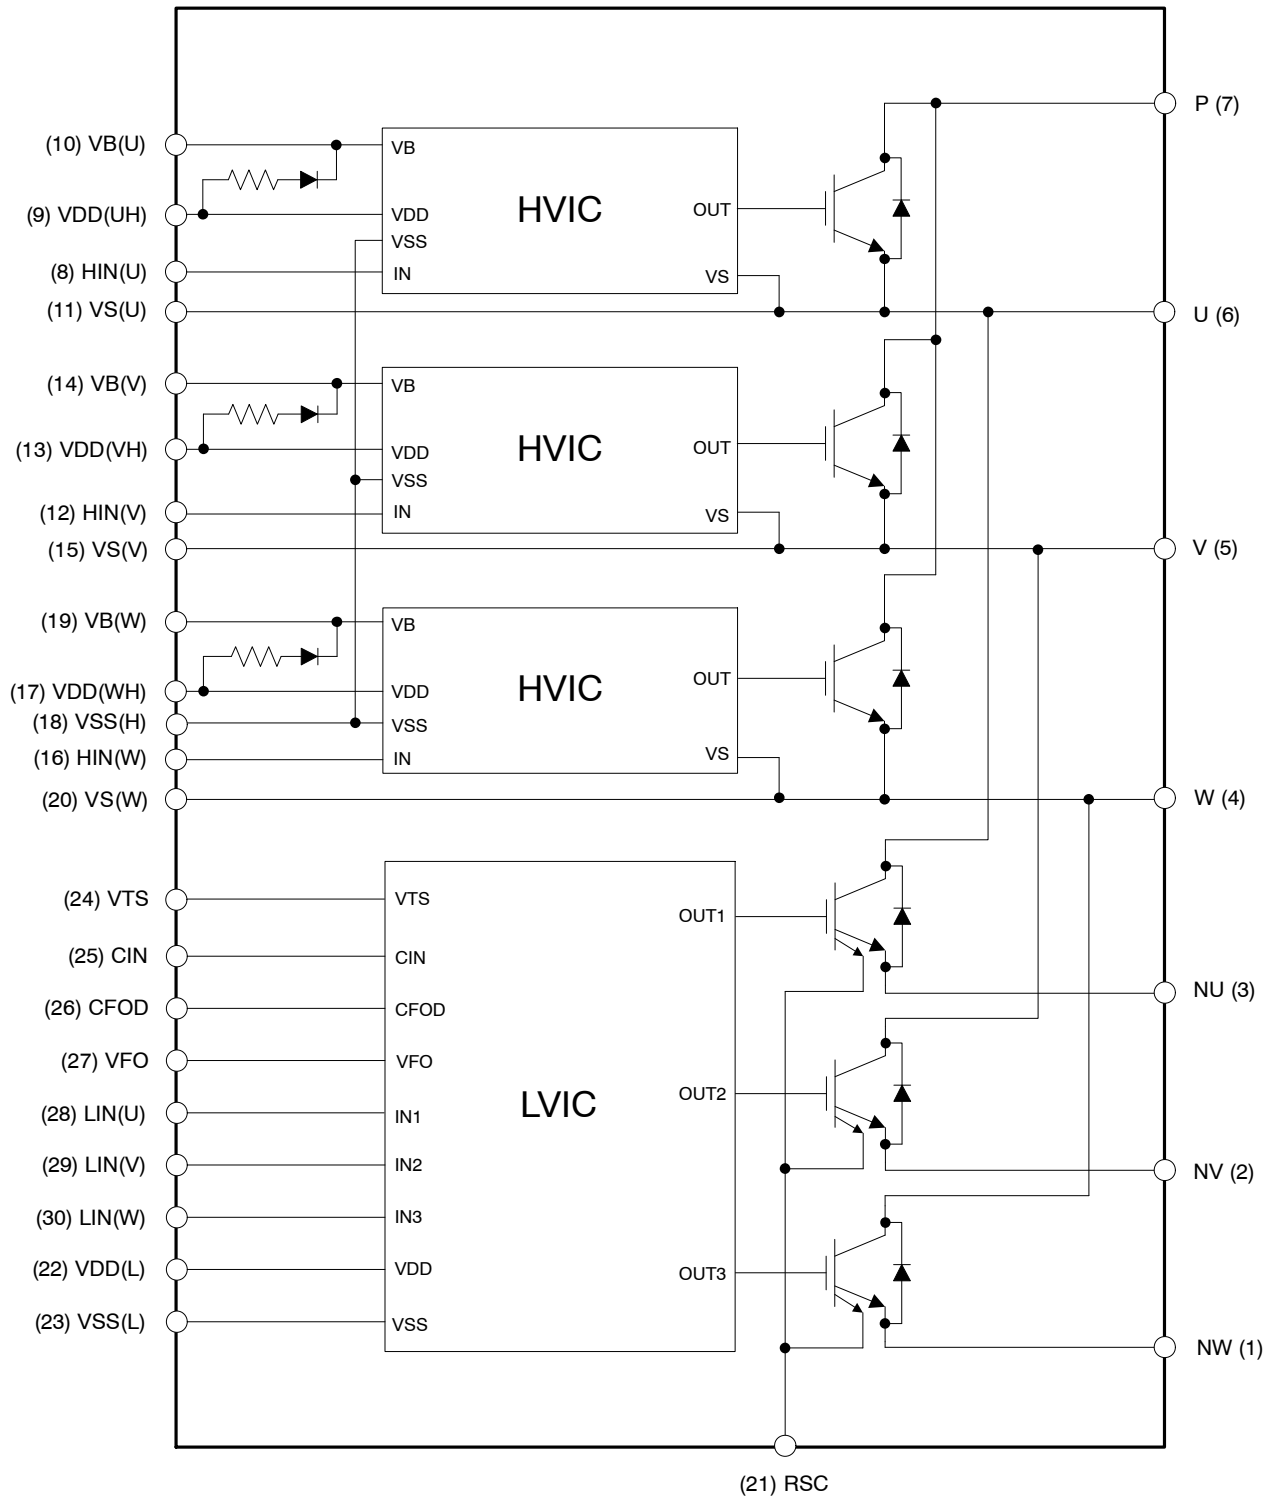 P (7)
(10) VB(U)
VB
(9) VDD(UH)
VDD
HVIC
OUT
VSS
(8) HIN(U)
IN
VS
(11) VS(U)
U (6)
(14) VB(V)
VB
(13) VDD(VH)
VDD
HVIC
OUT
VSS
(12) HIN(V)
IN
VS
(15) VS(V)
V (5)
(19) VB(W)
VB
(17) VDD(WH)
VDD
HVIC
OUT
(18) VSS(H)
VSS
(16) HIN(W)
IN
VS
(20) VS(W)
W (4)
(24) VTS
VTS
OUT1
(25) CIN
CIN
NU (3)
(26) CFOD
CFOD
(27) VFO
VFO
OUT2
LVIC
(28) LIN(U)
IN1
(29) LIN(V)
IN2
NV (2)
(30) LIN(W)
IN3
(22) VDD(L)
VDD
OUT3
(23) VSS(L)
VSS
NW (1)
(21) RSC